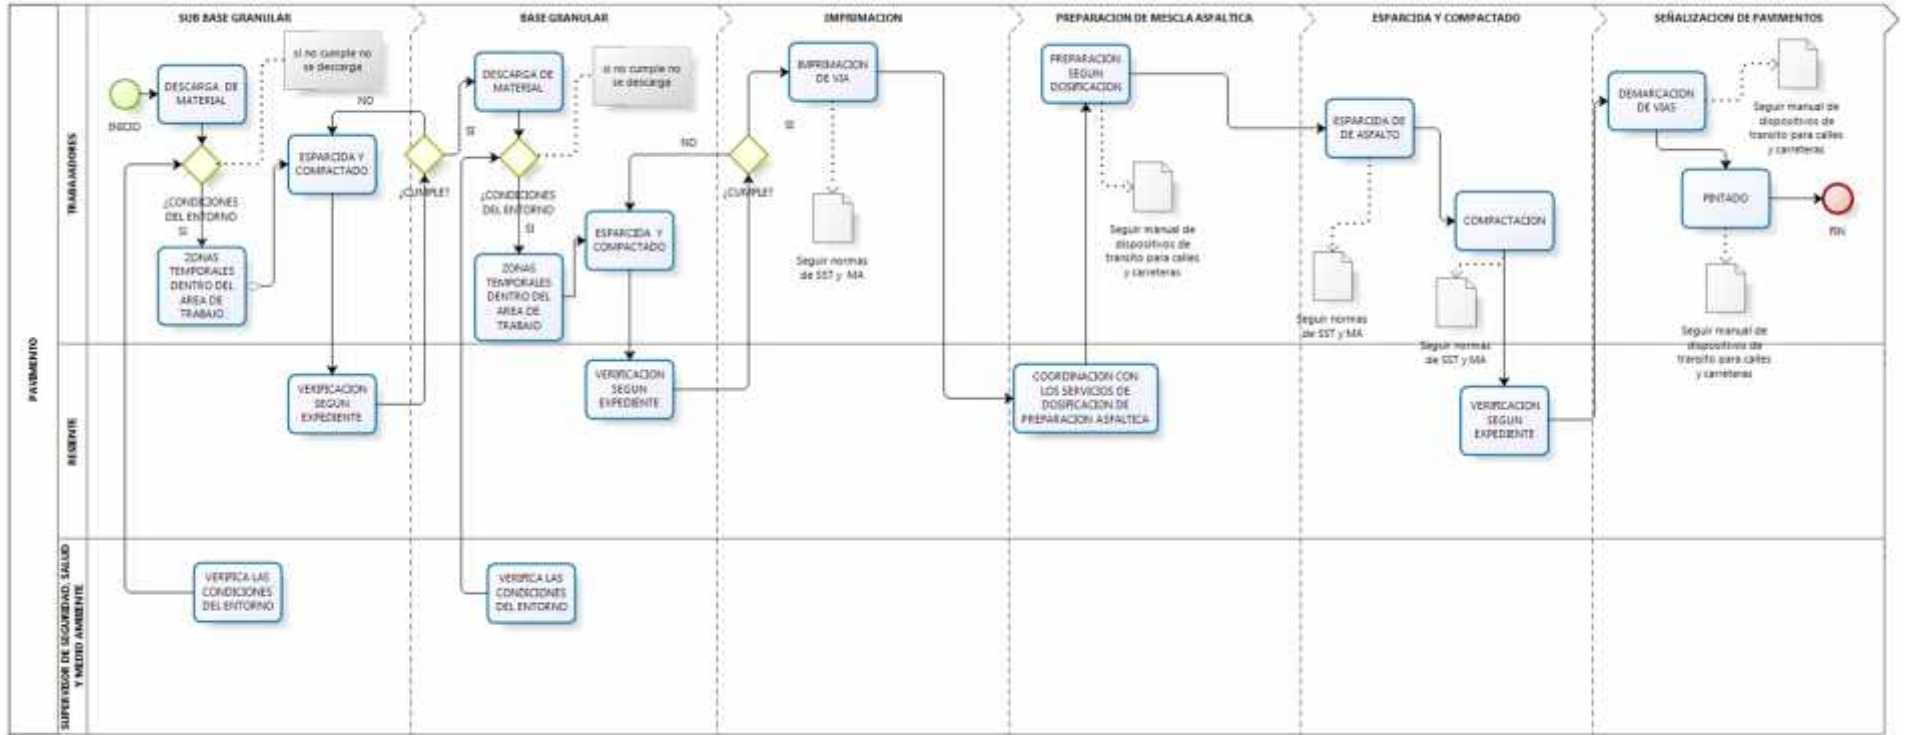 SUB BASE GRANULAR
BASE GRANULAR
IMPRIMACION
PREPARACION DE MEZCLA ASFALTICA
ESPARCIDA Y COMPACTADO
SEÑALIZACION DE PAVIMENTOS
PAVIMENTO
TRABAJADORES
INICIO
DESCARGA DE
MATERIAL
si no cumple no
se descarga
¿CONDICIONES
DEL ENTORNO
SI
ZONAS
TEMPORALES
DENTRO DEL
AREA DE
TRABAJO
NO
ESPARCIDA Y
COMPACTADO
¿CUMPLE?
SI
DESCARGA DE
MATERIAL
si no cumple no
se descarga
¿CONDICIONES
DEL ENTORNO
SI
ZONAS
TEMPORALES
DENTRO DEL
AREA DE
TRABAJO
NO
ESPARCIDA Y
COMPACTADO
¿CUMPLE?
SI
IMPRIMACION
DE VIA
Seguir normas
de SST y MA
PREPARACION
SEGUN
DOSIFICACION
Seguir manual de
dispositivos de
transito para calles
y carreteras
ESPARCIDA DE
DE ASFALTO
Seguir normas
de SST y MA
COMPACTACION
Seguir normas
de SST y MA
DEMARCACION
DE VIAS
Seguir manual de
dispositivos de
transito para calles
y carreteras
PINTADO
FIN
Seguir manual de
dispositivos de
transito para calles
y carreteras
RESIENTE
VERIFICACION
SEGUN
EXPEDIENTE
VERIFICACION
SEGUN
EXPEDIENTE
COORDINACION CON
LOS SERVICIOS DE
DOSIFICACION DE
PREPARACION ASFALTICA
VERIFICACION
SEGUN
EXPEDIENTE
SUPERVISOR DE SEGURIDAD, SALUD
Y MEDIO AMBIENTE
VERIFICA LAS
CONDICIONES
DEL ENTORNO
VERIFICA LAS
CONDICIONES
DEL ENTORNO